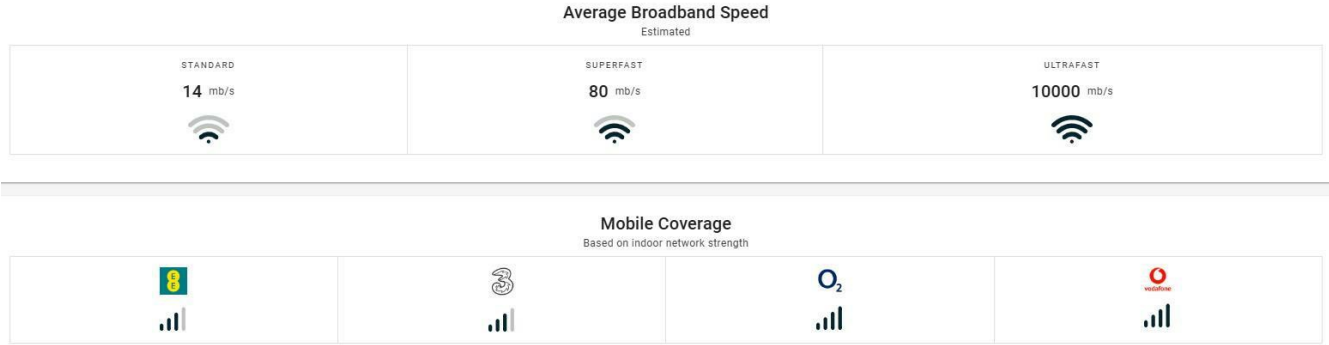 Average Broadband Speed
Estimated
STANDARD
SUPERFAST
ULTRAFAST
14 mb/s
80 mb/s
10000 mb/s
Mobile Coverage
Based on indoor network strength
E
E
3
O2
vodafone